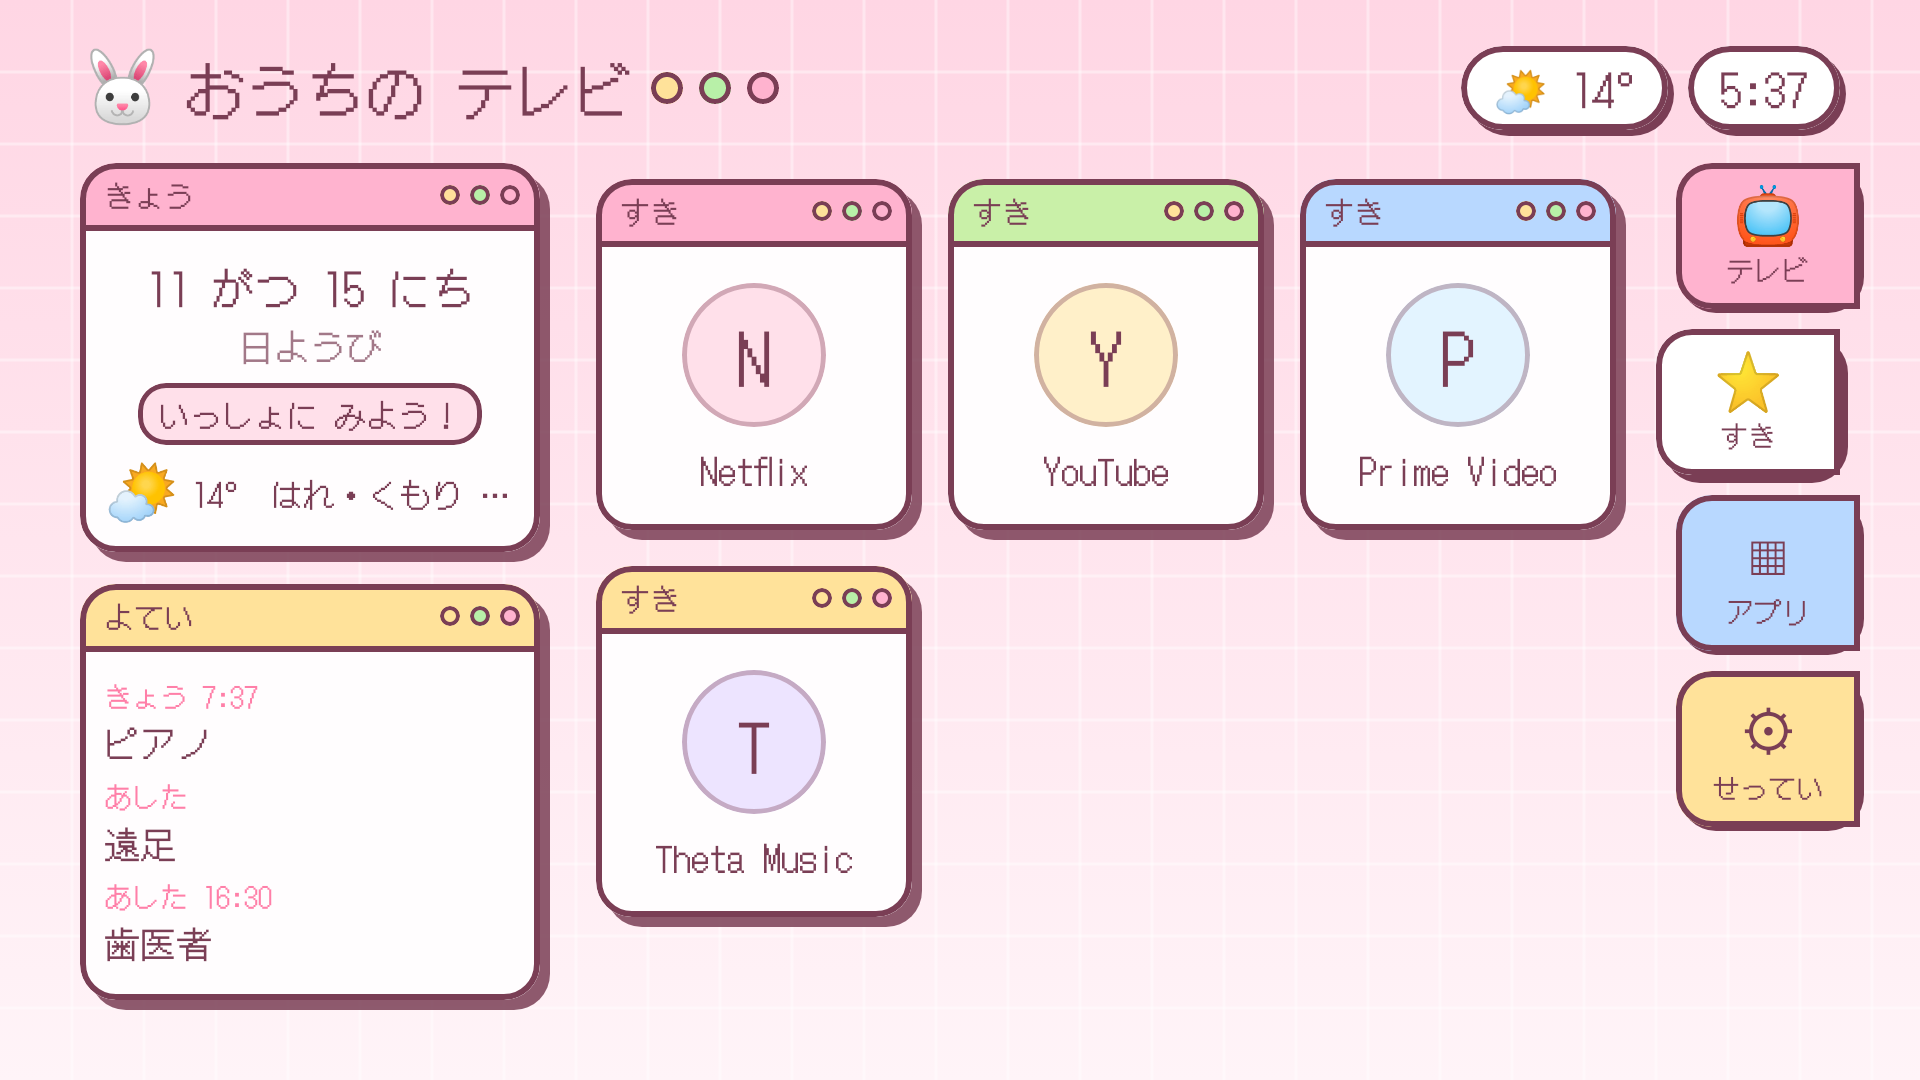 おうちの テレビ
14°
5:37
きょう
11 がつ 15 にち
日ようび
いっしょに みよう！
14° はれ・くもり …
よてい
きょう 7:37
ピアノ
あした
遠足
あした 16:30
歯医者
すき
N
Netflix
すき
Y
YouTube
すき
P
Prime Video
すき
T
Theta Music
テレビ
すき
アプリ
せってい